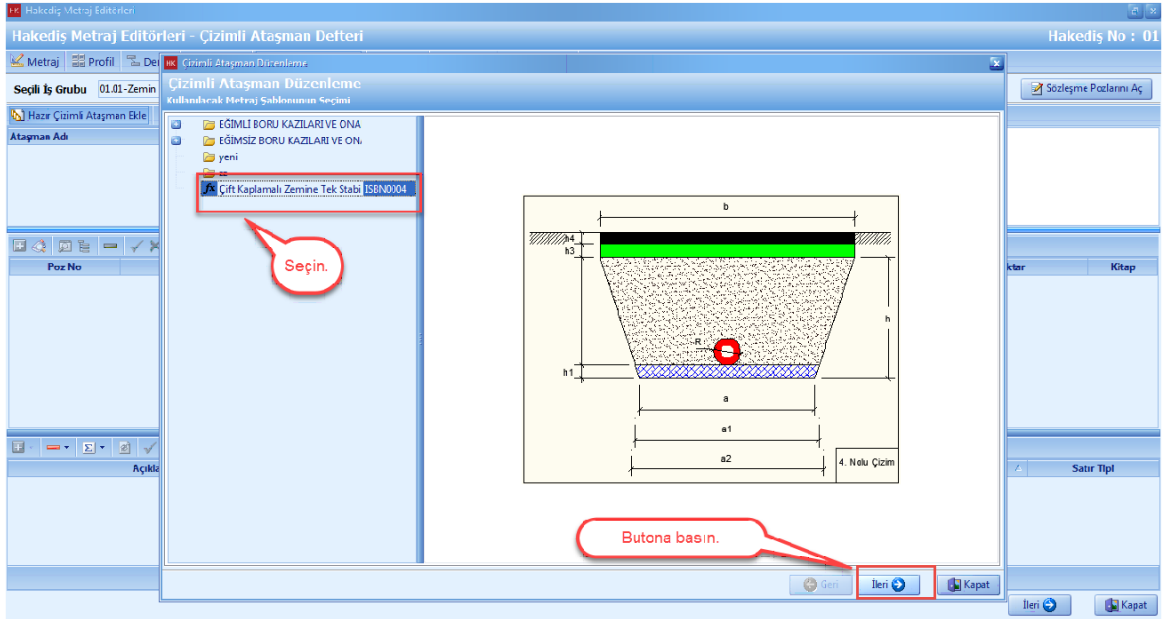 HK Hakediş Metraj Editörleri
Hakediş Metraj Editörleri - Çizimli Ataşman Defteri
Hakediş No : 01
Metraj Profil
HK Çizimli Ataşman Düzenleme
Çizimli Ataşman Düzenleme
Kullanılacak Metraj Şablonunun Seçimi
Seçili İş Grubu 01.01-Zemin
Sözleşme Pozlarını Aç
Hazır Çizimli Ataşman Ekle
Ataşman Adı
EĞİMLİ BORU KAZILARI VE ONA
EĞİMSİZ BORU KAZILARI VE ON
yeni
Çift Kaplamalı Zemine Tek Stabi ISBN0004
Seçin.
b
h4
h3
h
R
h1
a
a1
a2
4. Nolu Çizim
Poz No
ktar
Kitap
Açıkla
Satır Tipi
Butona basın.
Geri İleri Kapat
İleri Kapat